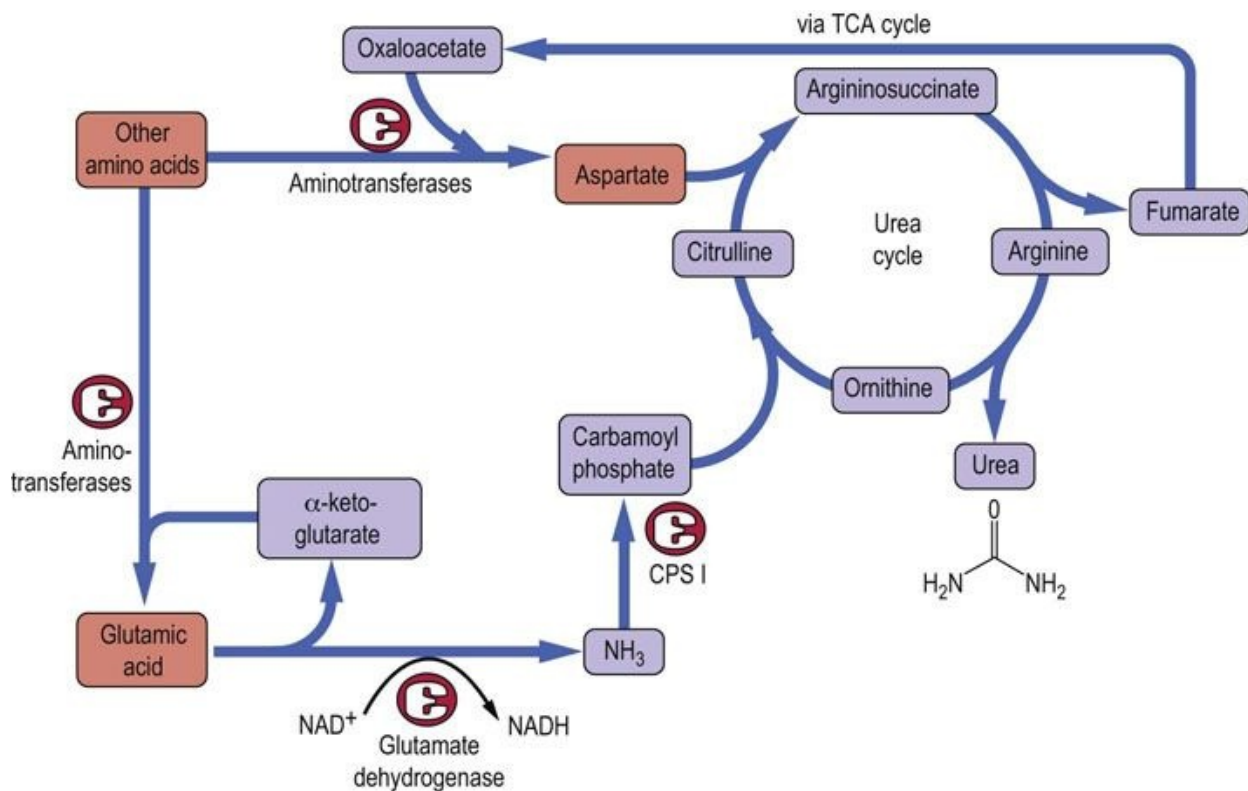 via TCA cycle
Oxaloacetate
Argininosuccinate
Other
amino acids
Aminotransferases
Aspartate
Fumarate
Urea
cycle
Citrulline
Arginine
Ornithine
Amino-
transferases
Carbamoyl
phosphate
Urea
α-keto-
glutarate
O
H₂N
NH₂
CPS I
Glutamic
acid
NH₃
NAD⁺
NADH
Glutamate
dehydrogenase